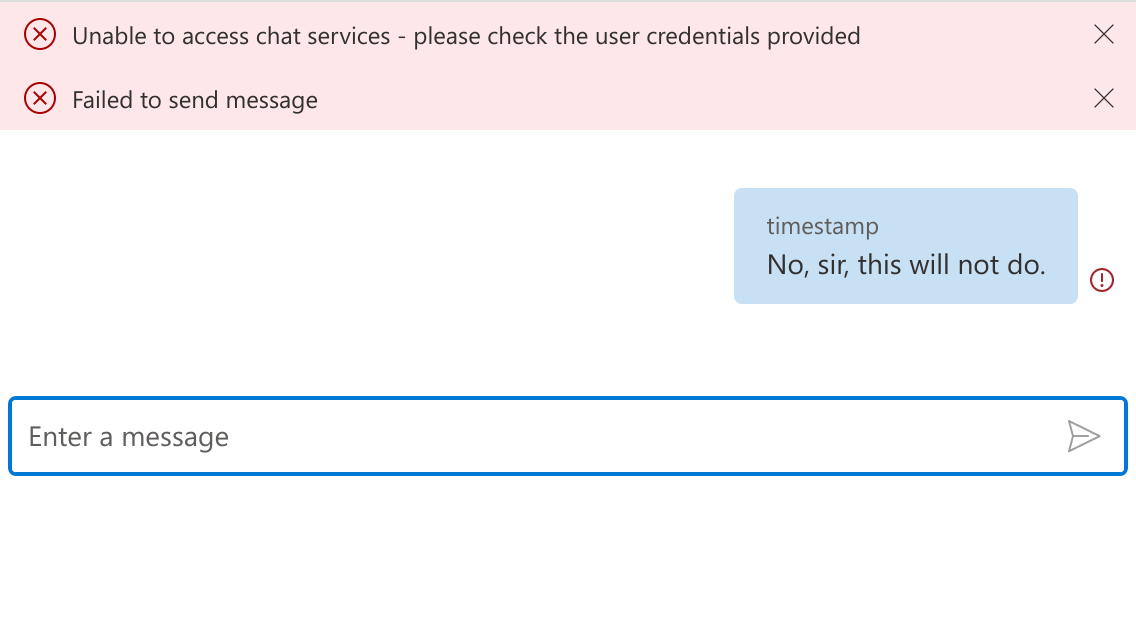 Unable to access chat services - please check the user credentials provided
Failed to send message
timestamp
No, sir, this will not do.
Enter a message